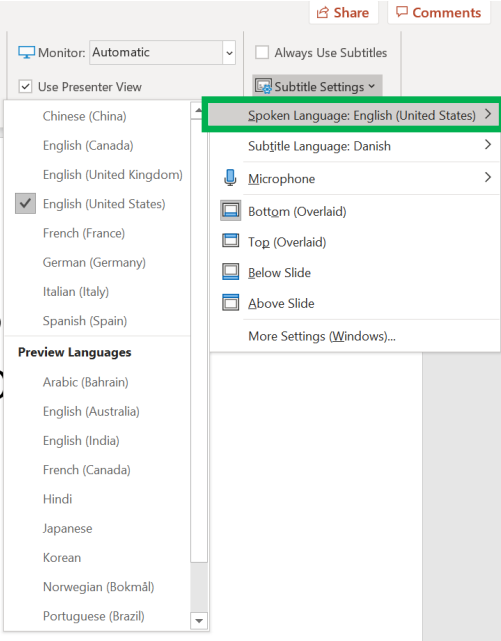 Share
Comments
Monitor: Automatic
Always Use Subtitles
Use Presenter View
Subtitle Settings
Spoken Language: English (United States)
Subtitle Language: Danish
Microphone
Bottom (Overlaid)
Top (Overlaid)
Below Slide
Above Slide
More Settings (Windows)...
Chinese (China)
English (Canada)
English (United Kingdom)
English (United States)
French (France)
German (Germany)
Italian (Italy)
Spanish (Spain)
Preview Languages
Arabic (Bahrain)
English (Australia)
English (India)
French (Canada)
Hindi
Japanese
Korean
Norwegian (Bokmål)
Portuguese (Brazil)